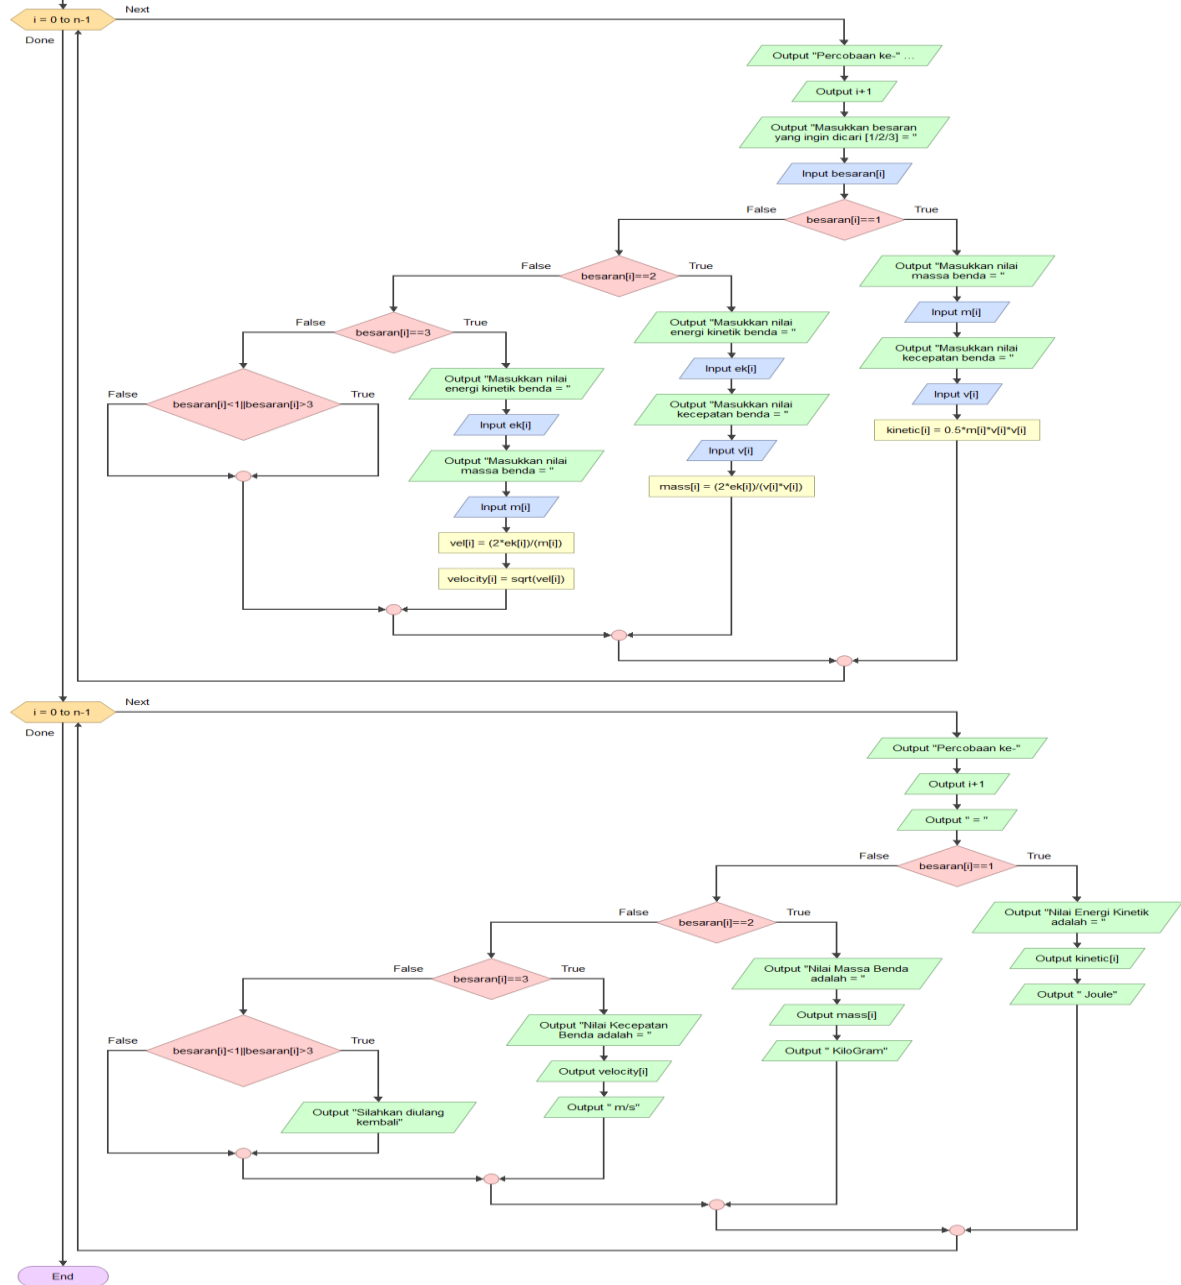 i = 0 to n-1
Next
Done
Output "Percobaan ke-" ...
Output i+1
Output "Masukkan besaran
yang ingin dicari [1/2/3] = "
Input besaran[i]
False
True
besaran[i]==1
False
True
besaran[i]==2
Output "Masukkan nilai
massa benda = "
Input m[i]
Output "Masukkan nilai
kecepatan benda = "
Input v[i]
kinetic[i] = 0.5*m[i]*v[i]*v[i]
False
True
besaran[i]==3
Output "Masukkan nilai
energi kinetik benda = "
Input ek[i]
Output "Masukkan nilai
kecepatan benda = "
Input v[i]
mass[i] = (2*ek[i])/(v[i]*v[i])
False
True
besaran[i]<1||besaran[i]>3
Output "Masukkan nilai
energi kinetik benda = "
Input ek[i]
Output "Masukkan nilai
massa benda = "
Input m[i]
vel[i] = (2*ek[i])/(m[i])
velocity[i] = sqrt(vel[i])
i = 0 to n-1
Next
Done
Output "Percobaan ke-"
Output i+1
Output " = "
False
True
besaran[i]==1
False
True
besaran[i]==2
Output "Nilai Energi Kinetik
adalah = "
Output kinetic[i]
Output " Joule"
False
True
besaran[i]==3
Output "Nilai Massa Benda
adalah = "
Output mass[i]
Output " KiloGram"
False
True
besaran[i]<1||besaran[i]>3
Output "Nilai Kecepatan
Benda adalah = "
Output velocity[i]
Output " m/s"
Output "Silahkan diulang
kembali"
End